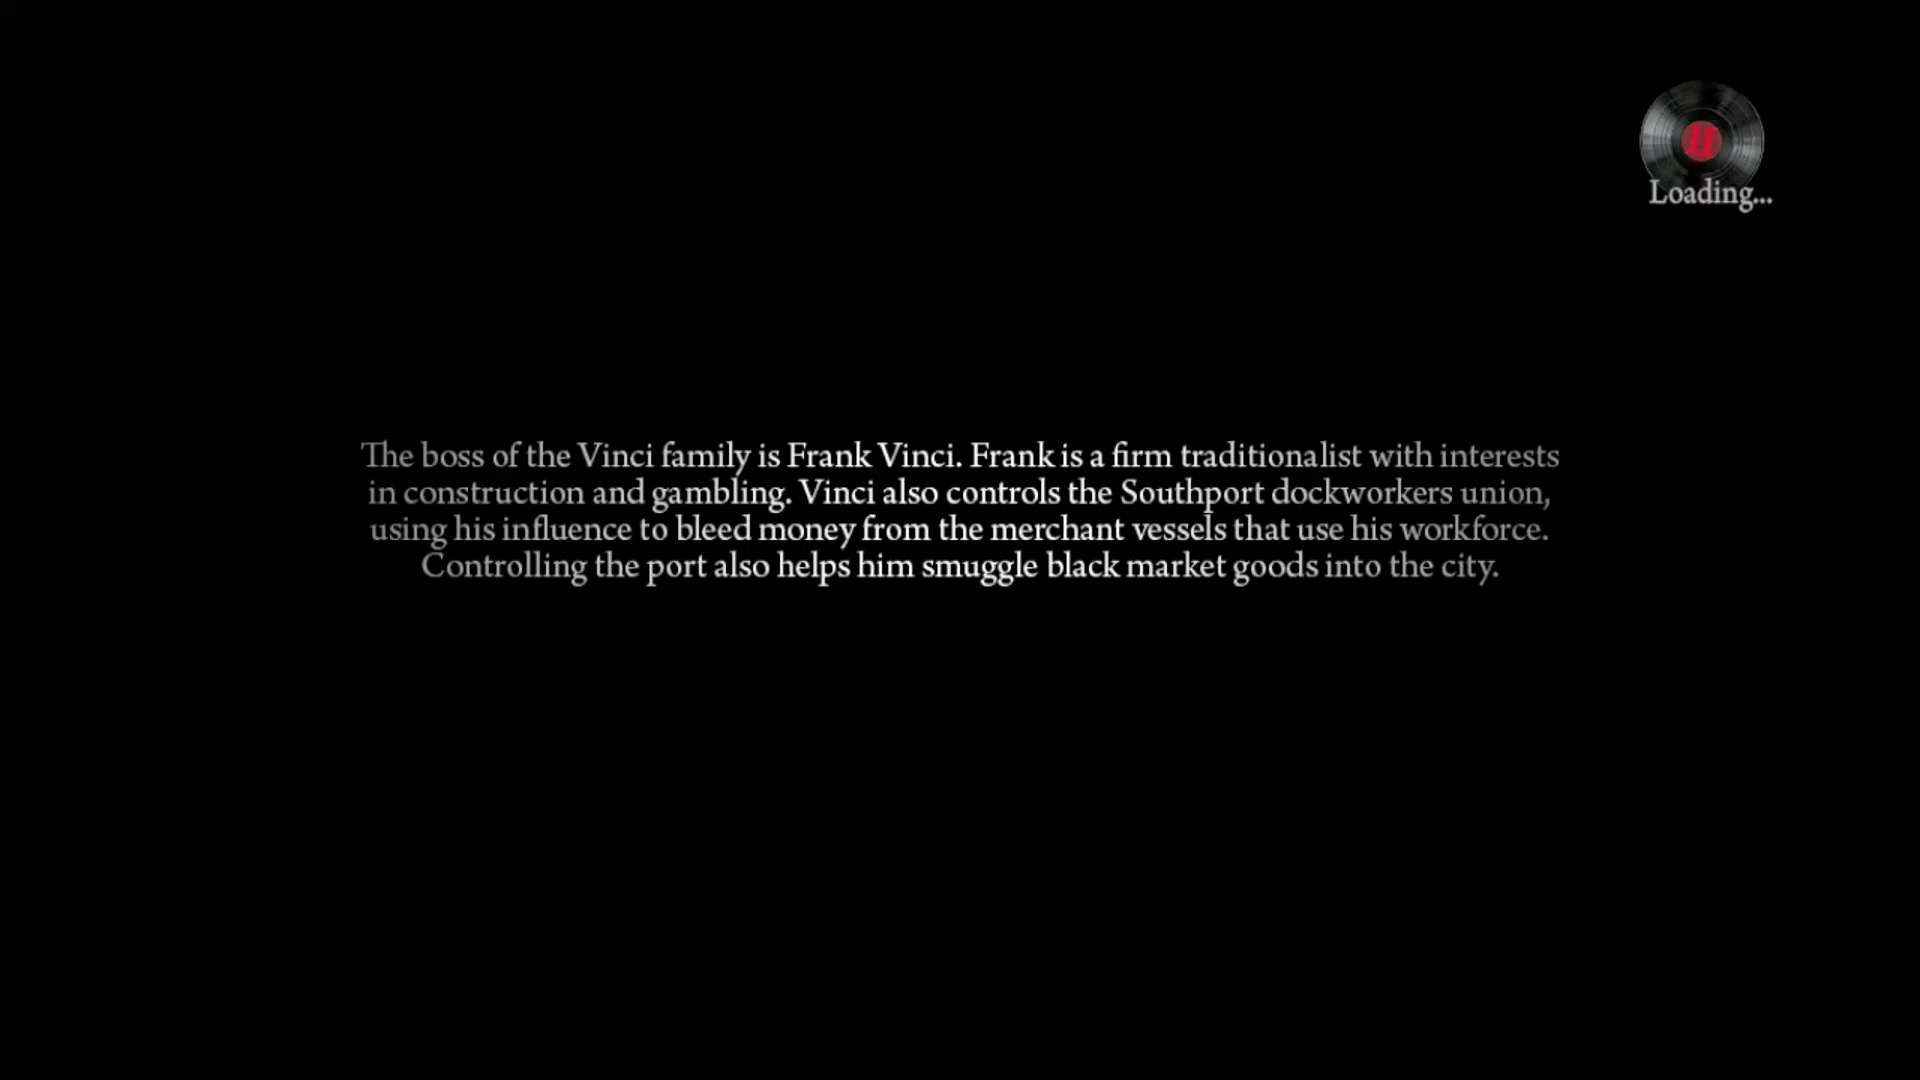 Loading...
The boss of the Vinci family is Frank Vinci. Frank is a firm traditionalist with interests
in construction and gambling. Vinci also controls the Southport dockworkers union,
using his influence to bleed money from the merchant vessels that use his workforce.
Controlling the port also helps him smuggle black market goods into the city.